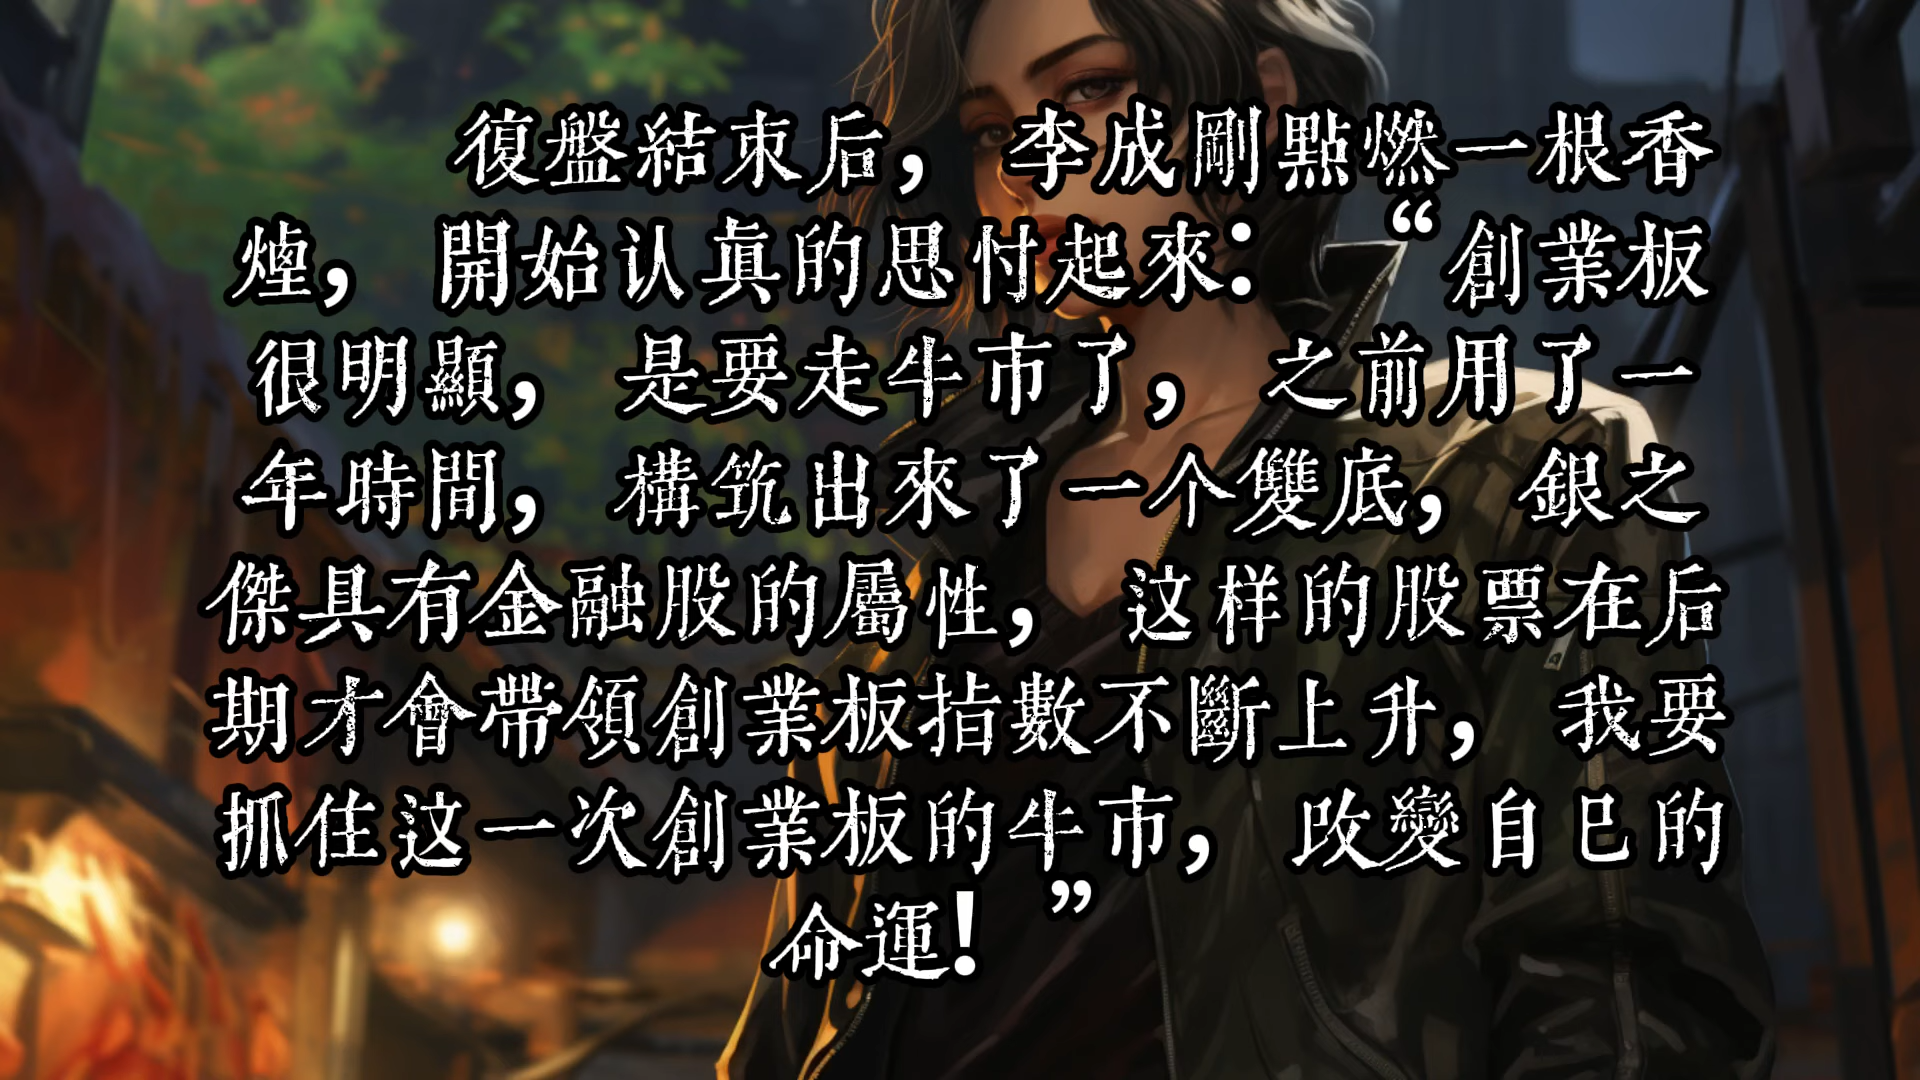 復盤結束后，李成剛點燃一根香
煙，開始认眞的思忖起來：“創業板
很明顯，是要走牛市了，之前用了一
年時間，構筑出來了一个雙底，銀之
傑具有金融股的屬性，这样的股票在后
期才會帶領創業板指數不斷上升，我要
抓住这一次創業板的牛市，改變自己的
命運！”